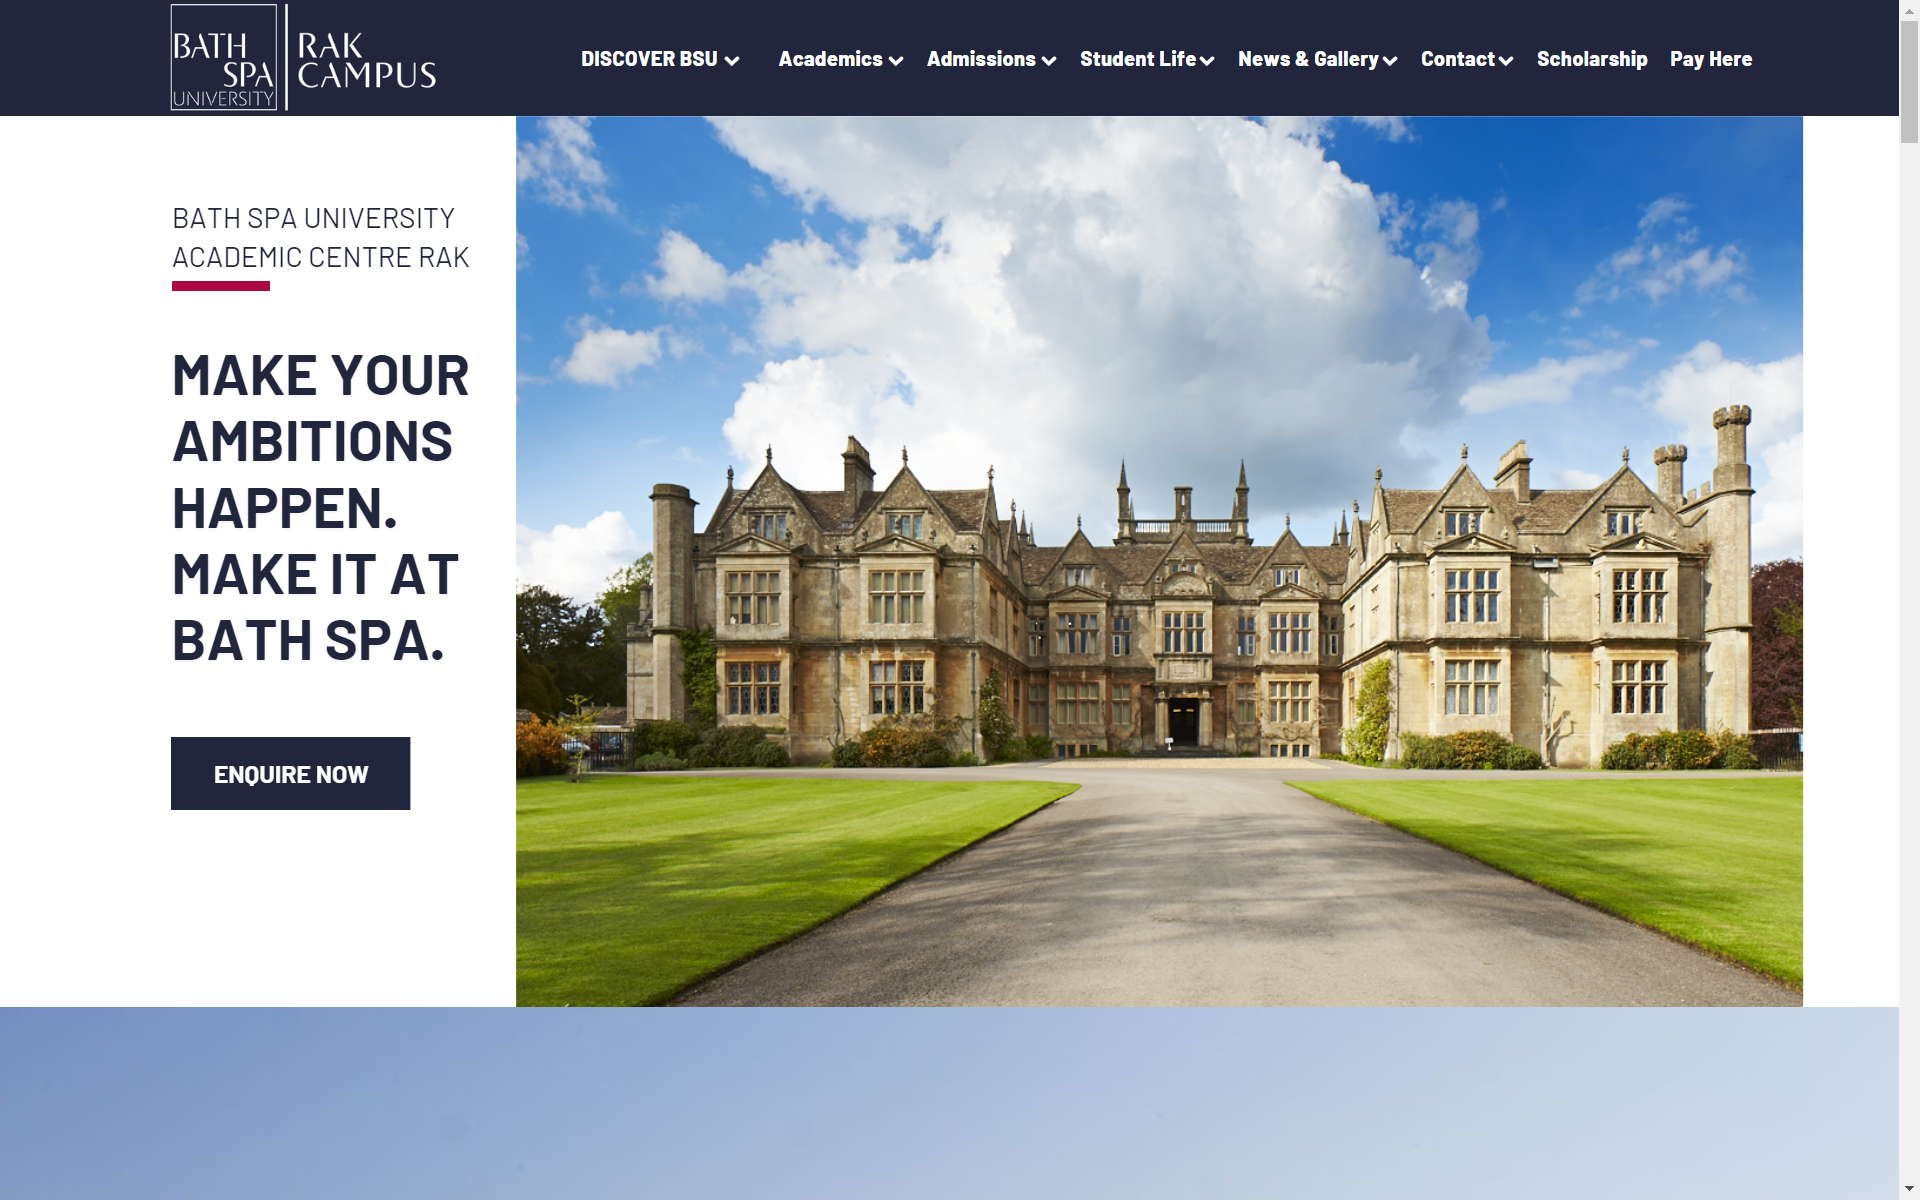 BATH
SPA
UNIVERSITY
RAK
CAMPUS
DISCOVER BSU Academics Admissions Student Life News & Gallery Contact Scholarship Pay Here
BATH SPA UNIVERSITY
ACADEMIC CENTRE RAK
MAKE YOUR
AMBITIONS
HAPPEN.
MAKE IT AT
BATH SPA.
ENQUIRE NOW